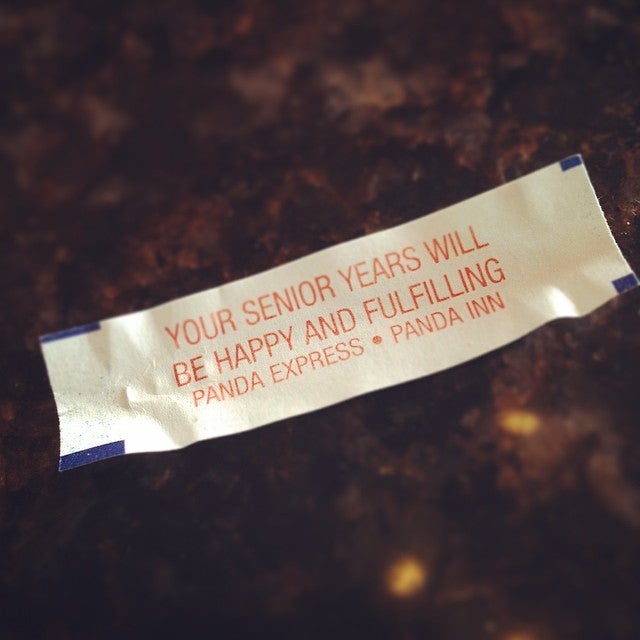 YOUR SENIOR YEARS WILL
BE HAPPY AND FULFILLING
PANDA EXPRESS • PANDA INN